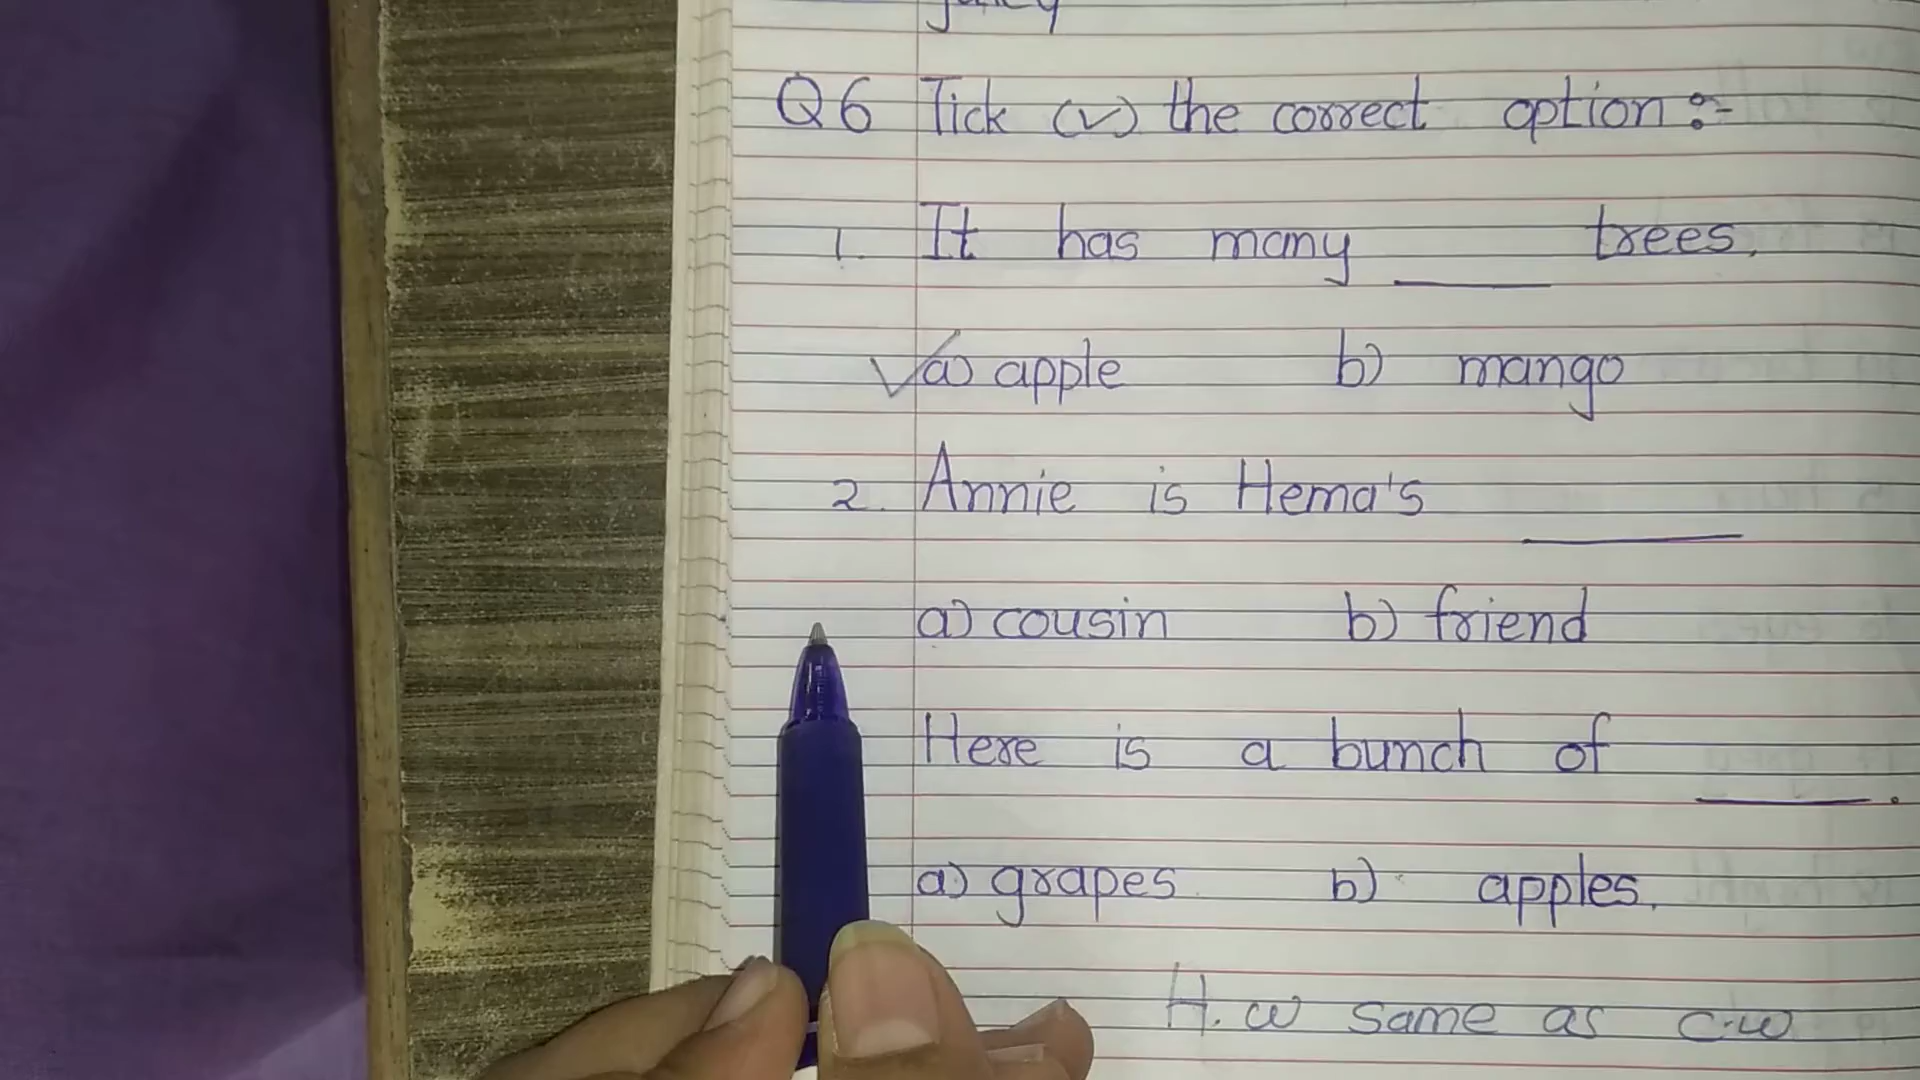 Q6 Tick (✓) the correct option :-
1. It has many ____ trees.
✓a) apple b) mango
2. Annie is Hema's ____
a) cousin b) friend
Here is a bunch of ____.
a) grapes b) apples.
H.w same as c.w